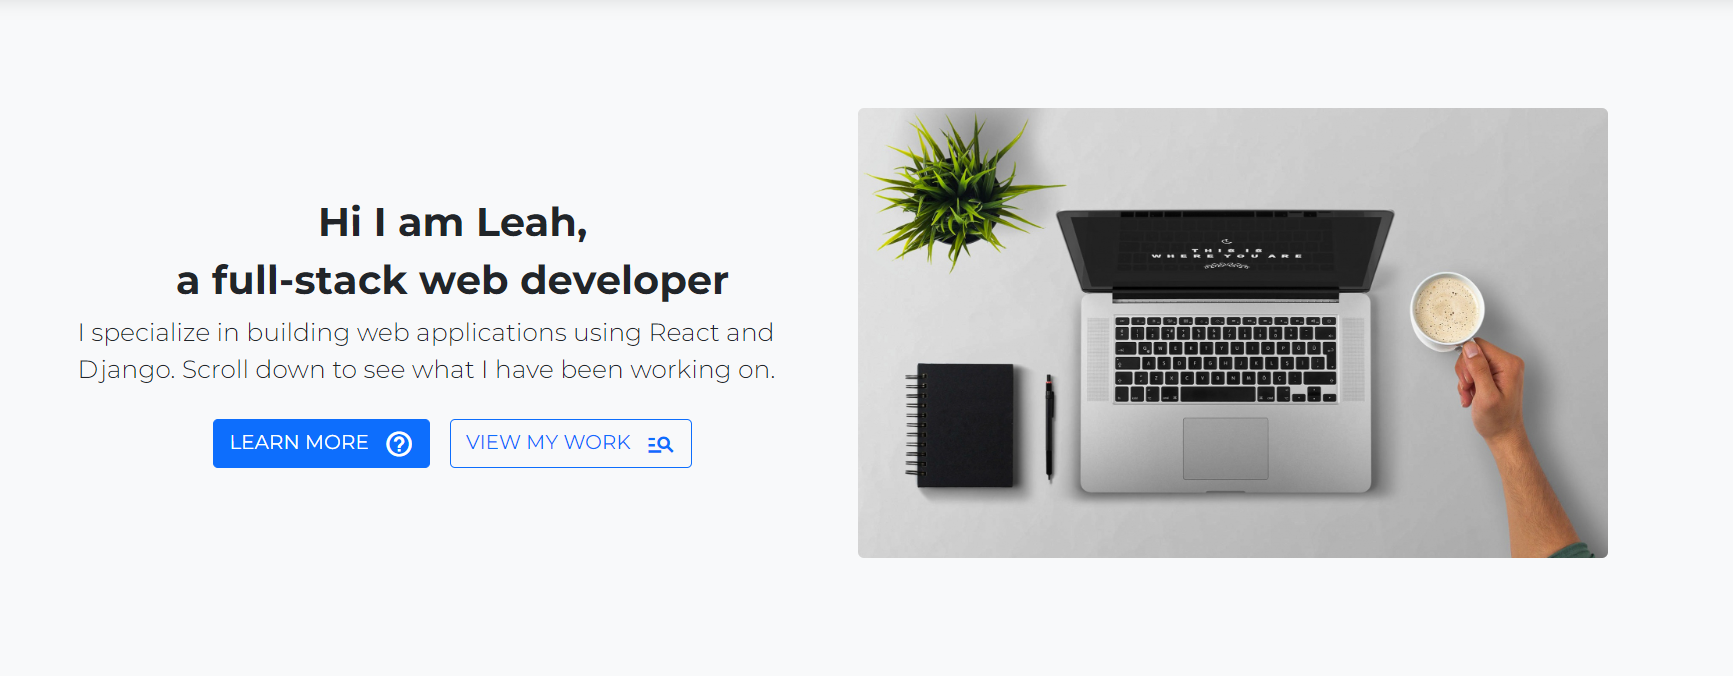 Hi I am Leah,
a full-stack web developer
I specialize in building web applications using React and
Django. Scroll down to see what I have been working on.
LEARN MORE
VIEW MY WORK
THIS IS
WHERE YOU ARE